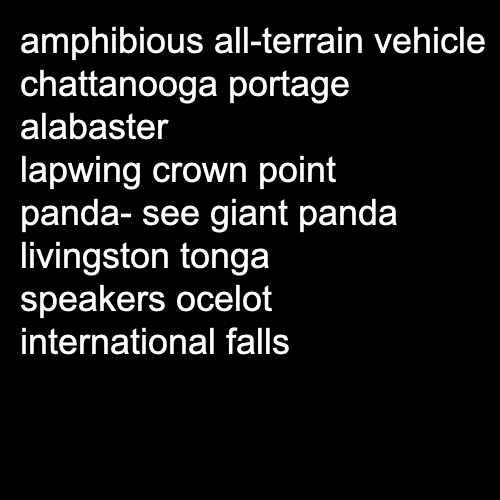 amphibious all-terrain vehicle
chattanooga portage
alabaster
lapwing crown point
panda- see giant panda
livingston tonga
speakers ocelot
international falls